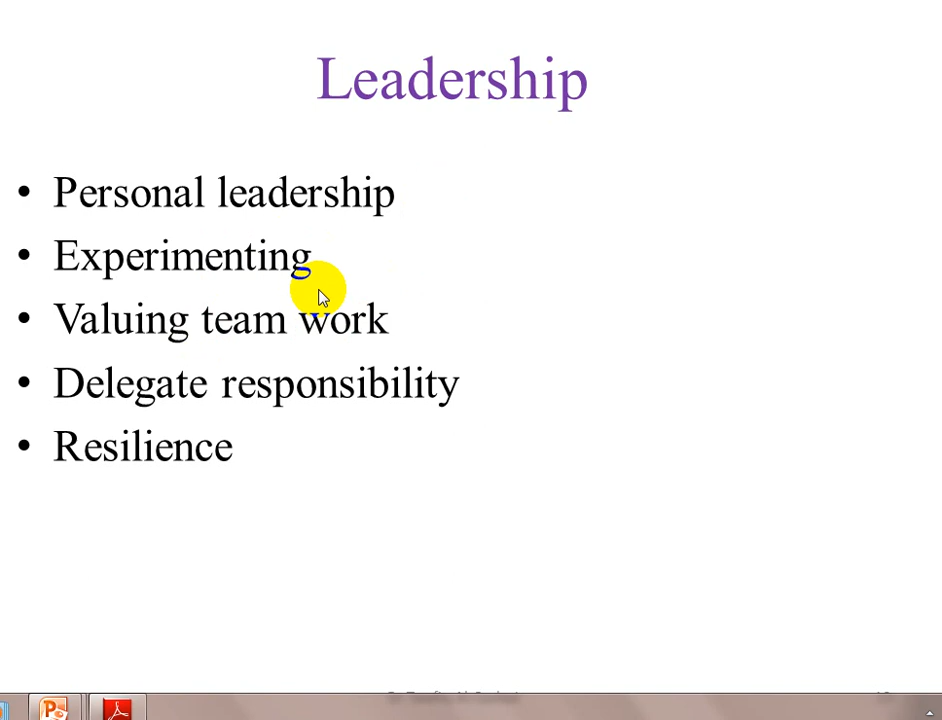 Leadership
• Personal leadership
• Experimenting
• Valuing team work
• Delegate responsibility
• Resilience